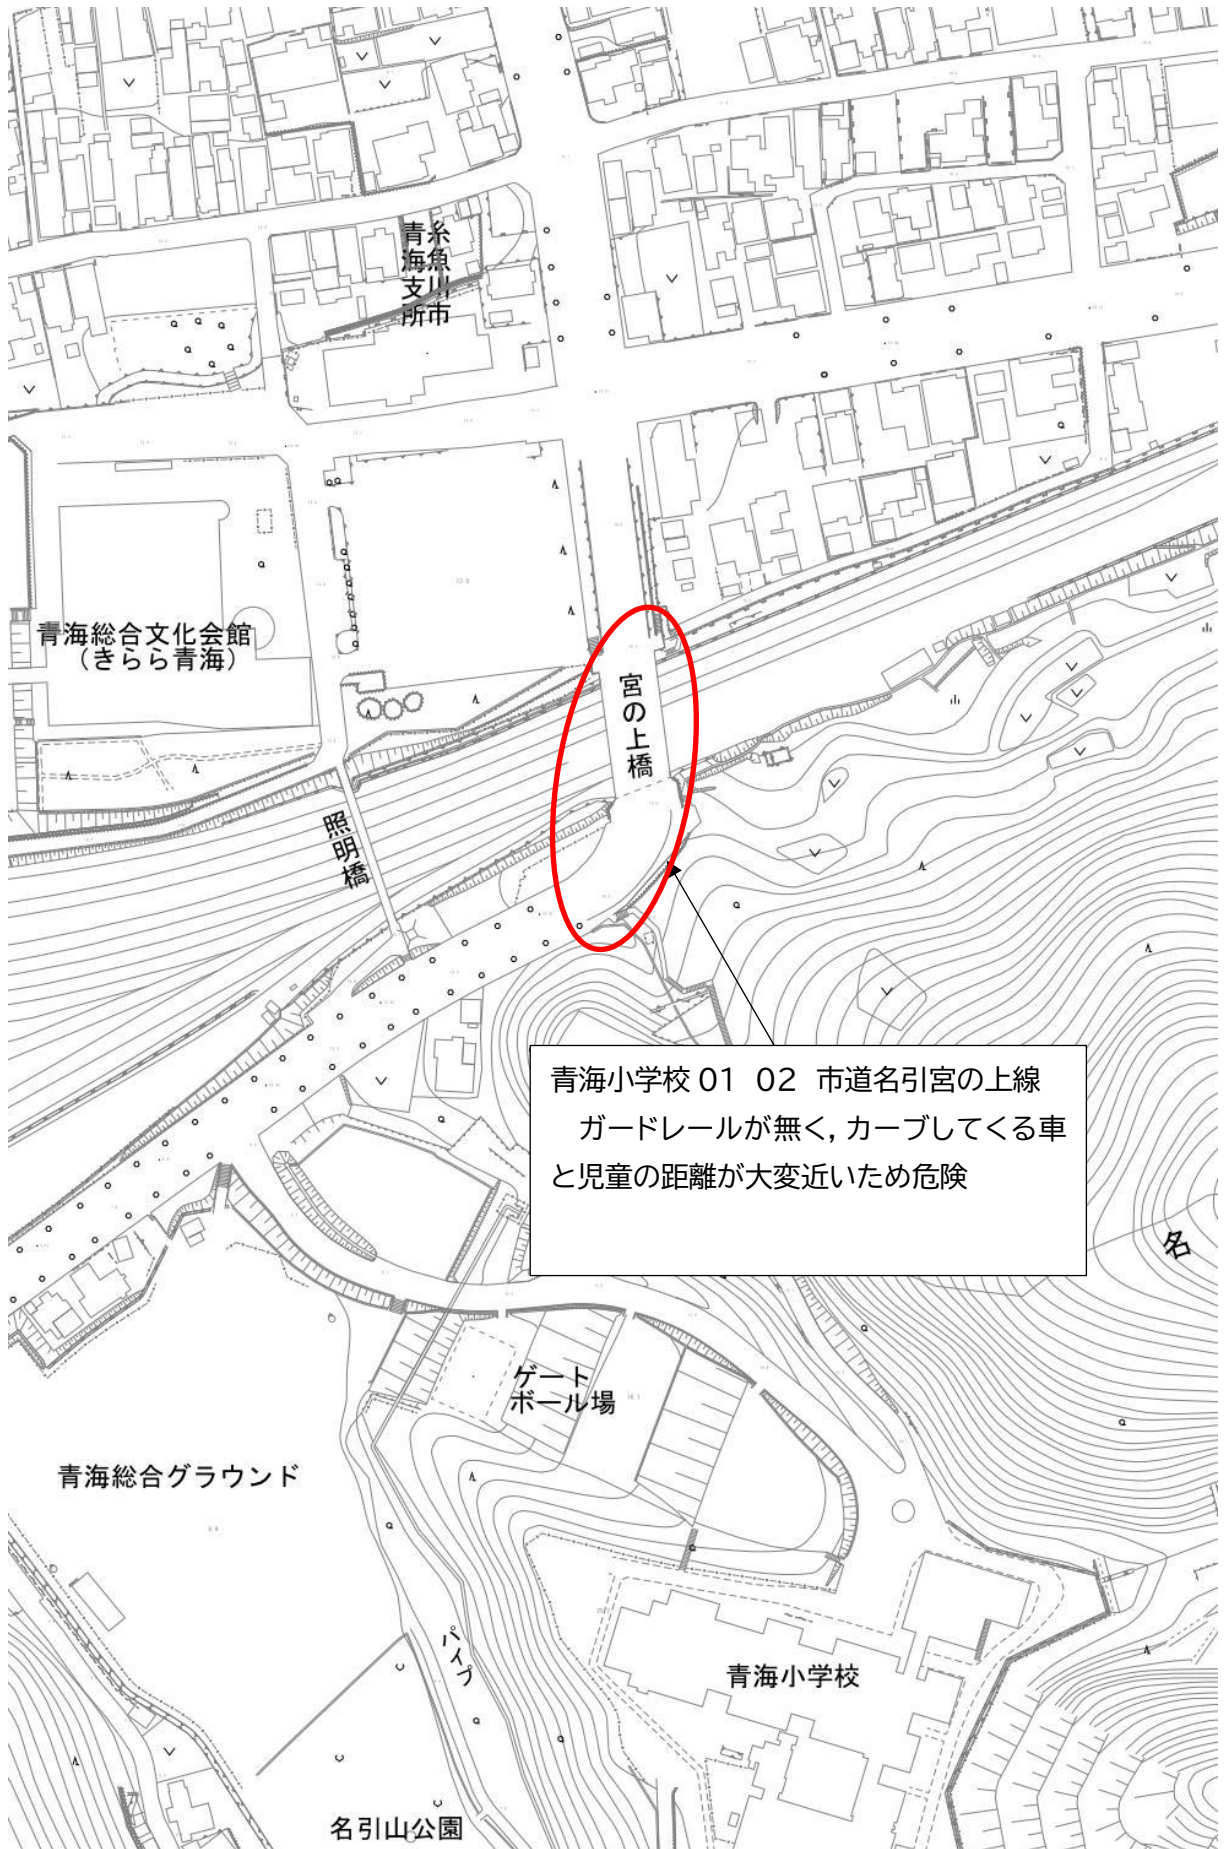 糸魚川市
青海支所
青海総合文化会館
(きらら青海)
宮の上橋
照明橋
青海小学校 01 02 市道名引宮の上線
ガードレールが無く, カーブしてくる車
と児童の距離が大変近いため危険
名
ゲート
ボール場
青海総合グラウンド
パイプ
青海小学校
名引山公園